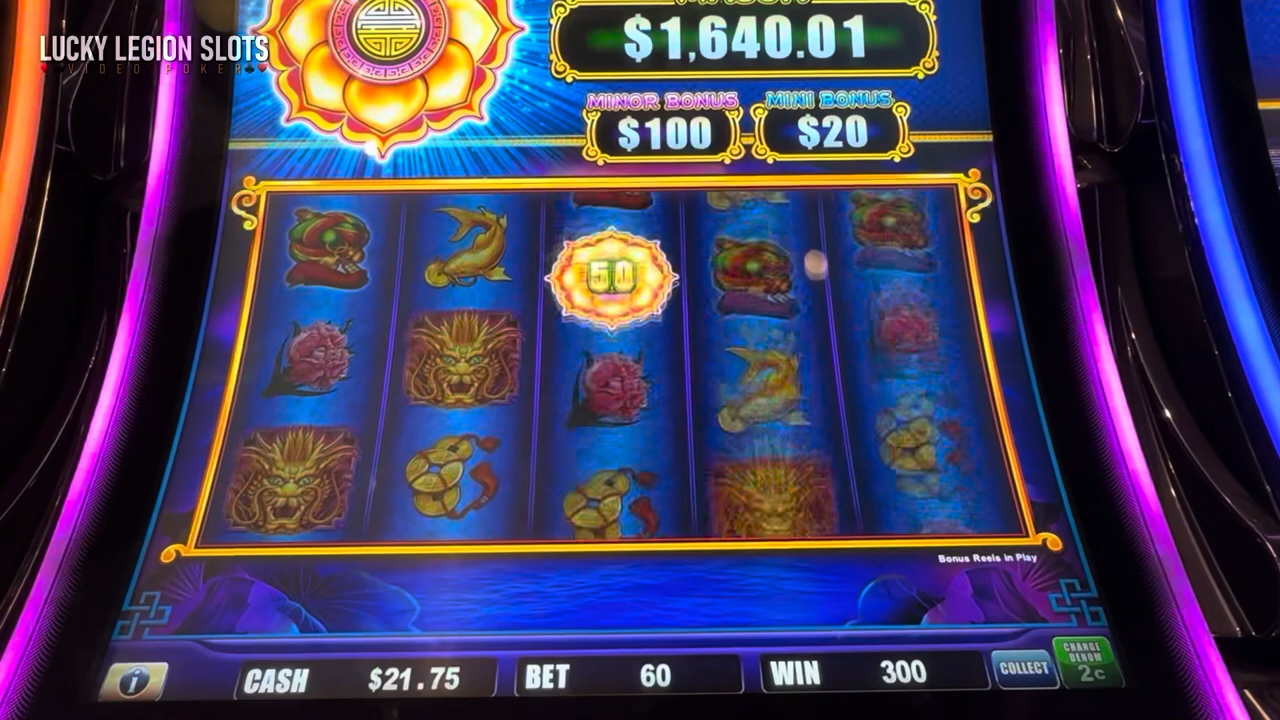 LUCKY LEGION SLOTS
VIDEO POKER
$1,640.01
MINOR BONUS
MINI BONUS
$100
$20
50
Bonus Reels in Play
CASH
$21.75
BET
60
WIN
300
COLLECT
CHANGE
DENOM
2c